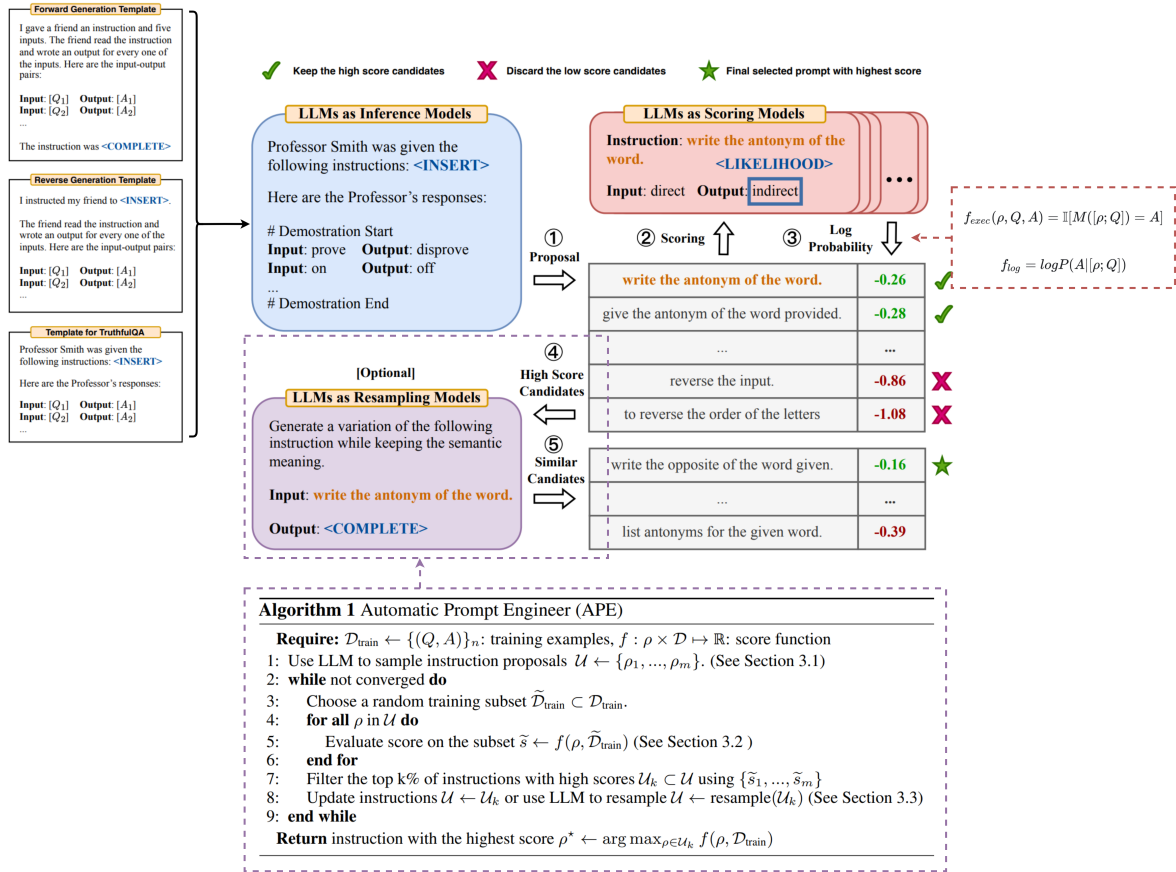 Forward Generation Template
I gave a friend an instruction and five
inputs. The friend read the instruction
and wrote an output for every one of
the inputs. Here are the input-output
pairs:
Input: [Q₁] Output: [A₁]
Input: [Q₂] Output: [A₂]
...
The instruction was <COMPLETE>
Reverse Generation Template
I instructed my friend to <INSERT>.
The friend read the instruction and
wrote an output for every one of the
inputs. Here are the input-output pairs:
Input: [Q₁] Output: [A₁]
Input: [Q₂] Output: [A₂]
...
Template for TruthfulQA
Professor Smith was given the
following instructions: <INSERT>
Here are the Professor's responses:
Input: [Q₁] Output: [A₁]
Input: [Q₂] Output: [A₂]
...
Keep the high score candidates
Discard the low score candidates
Final selected prompt with highest score
LLMs as Inference Models
Professor Smith was given the
following instructions: <INSERT>
Here are the Professor's responses:
# Demostration Start
Input: prove Output: disprove
Input: on Output: off
...
# Demostration End
① Proposal
LLMs as Scoring Models
Instruction: write the antonym of the
word. <LIKELIHOOD>
Input: direct Output: indirect
...
② Scoring
③ Log
Probability
f_exec(ρ, Q, A) = 𝕀[M([ρ; Q]) = A]
f_log = logP(A|[ρ; Q])
write the antonym of the word. -0.26
give the antonym of the word provided. -0.28
... ...
reverse the input. -0.86
to reverse the order of the letters -1.08
④
High Score
Candidates
[Optional]
LLMs as Resampling Models
Generate a variation of the following
instruction while keeping the semantic
meaning.
Input: write the antonym of the word.
Output: <COMPLETE>
⑤
Similar
Candiates
write the opposite of the word given. -0.16
... ...
list antonyms for the given word. -0.39
Algorithm 1 Automatic Prompt Engineer (APE)
Require: 𝒟_train ← {(Q, A)}_n: training examples, f : ρ × 𝒟 ↦ ℝ: score function
1: Use LLM to sample instruction proposals 𝒰 ← {ρ₁, ..., ρ_m}. (See Section 3.1)
2: while not converged do
3: Choose a random training subset 𝒟̃_train ⊂ 𝒟_train.
4: for all ρ in 𝒰 do
5: Evaluate score on the subset s̃ ← f(ρ, 𝒟̃_train) (See Section 3.2 )
6: end for
7: Filter the top k% of instructions with high scores 𝒰_k ⊂ 𝒰 using {s̃₁, ..., s̃_m}
8: Update instructions 𝒰 ← 𝒰_k or use LLM to resample 𝒰 ← resample(𝒰_k) (See Section 3.3)
9: end while
Return instruction with the highest score ρ⋆ ← arg max_{ρ∈𝒰_k} f(ρ, 𝒟_train)